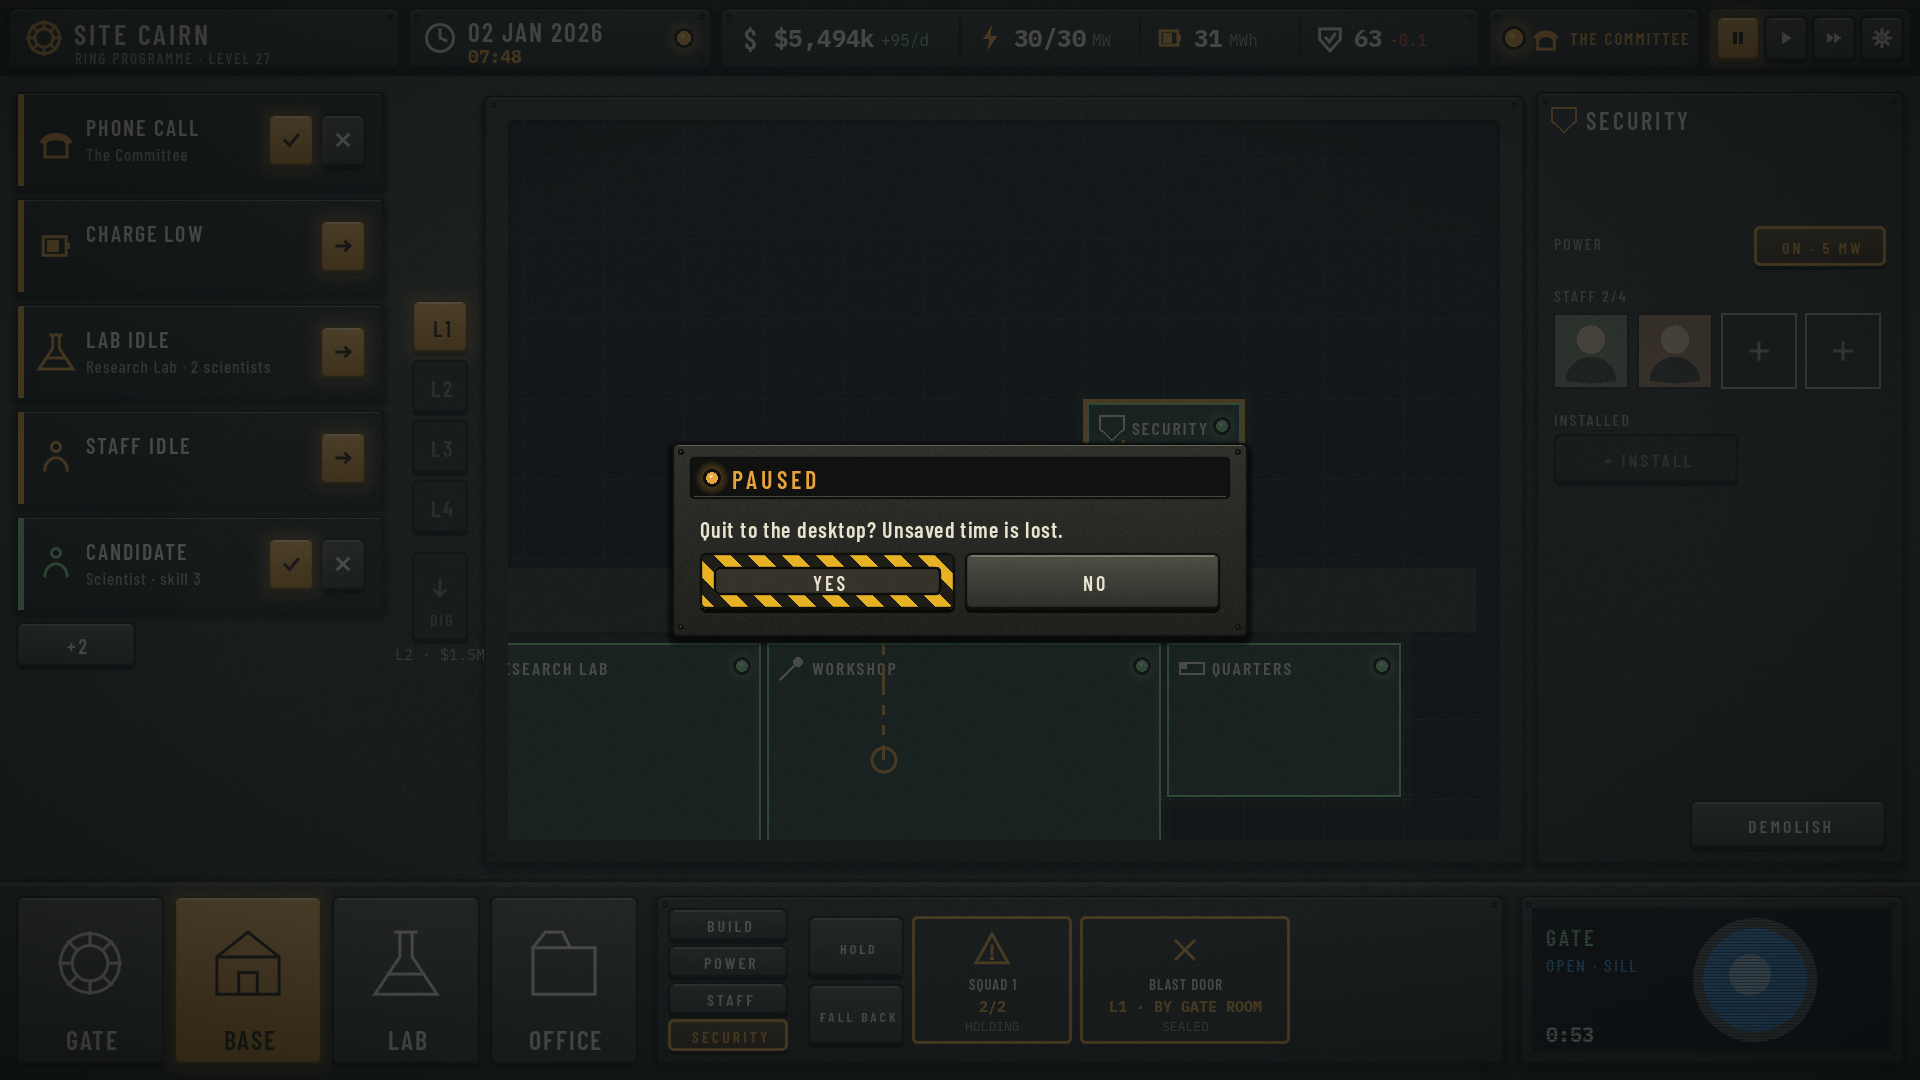 SITE CAIRN
RING PROGRAMME · LEVEL 27
02 JAN 2026
07:48
$ $5,494k +95/d
30/30 MW
31 MWh
63 -0.1
THE COMMITTEE
PHONE CALL
The Committee
CHARGE LOW
LAB IDLE
Research Lab · 2 scientists
STAFF IDLE
CANDIDATE
Scientist · skill 3
+2
L1
L2
L3
L4
DIG
L2 · $1.5M
SECURITY
PAUSED
Quit to the desktop? Unsaved time is lost.
YES
NO
ESEARCH LAB
WORKSHOP
QUARTERS
SECURITY
POWER
ON · 5 MW
STAFF 2/4
INSTALLED
+ INSTALL
DEMOLISH
GATE
BASE
LAB
OFFICE
BUILD
POWER
STAFF
SECURITY
HOLD
FALL BACK
SQUAD 1
2/2
HOLDING
BLAST DOOR
L1 · BY GATE ROOM
SEALED
GATE
OPEN · SILL
0:53